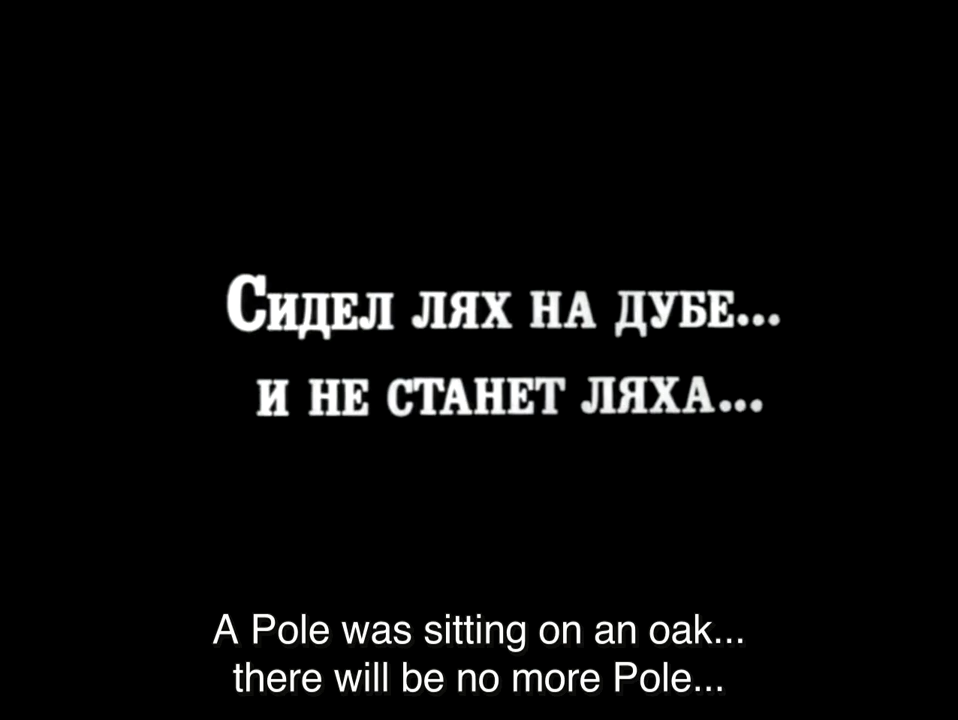 Сидел лях на дубе...
и не станет ляха...
A Pole was sitting on an oak...
there will be no more Pole...